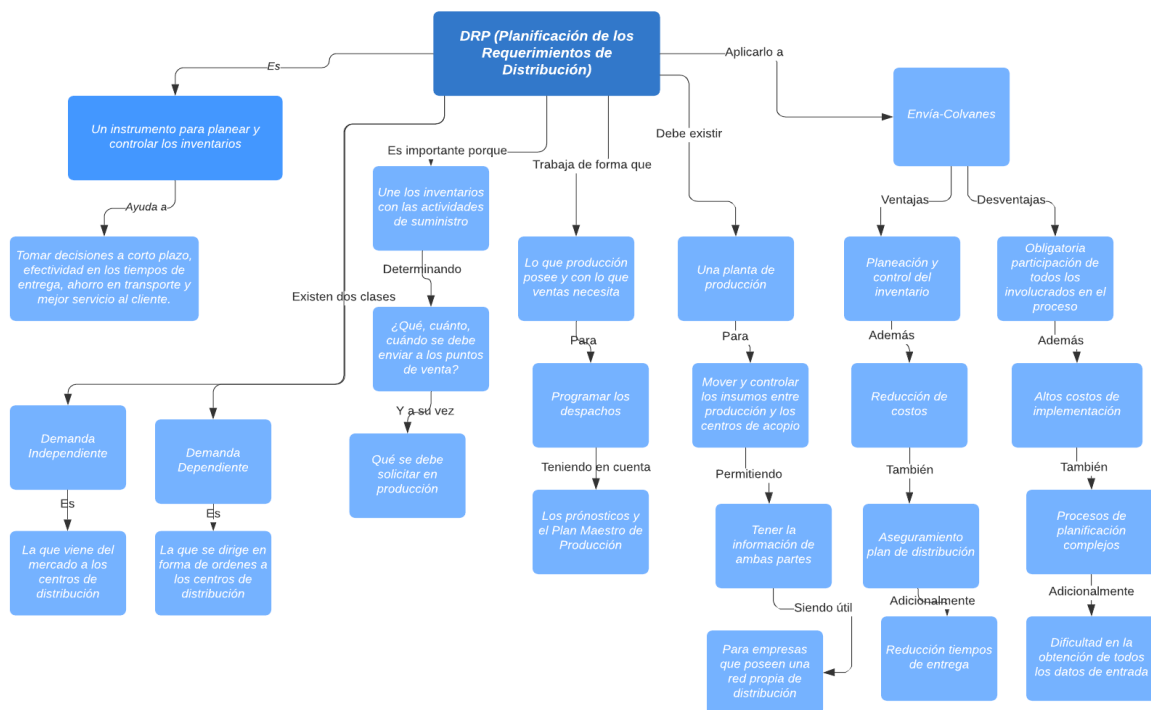 DRP (Planificación de los
Requerimientos de
Distribución)
Es
Un instrumento para planear y
controlar los inventarios
Ayuda a
Tomar decisiones a corto plazo,
efectividad en los tiempos de
entrega, ahorro en transporte y
mejor servicio al cliente.
Existen dos clases
Demanda
Independiente
Es
La que viene del
mercado a los
centros de
distribución
Demanda
Dependiente
Es
La que se dirige en
forma de ordenes a
los centros de
distribución
Es importante porque
Une los inventarios
con las actividades
de suministro
Determinando
¿Qué, cuánto,
cuándo se debe
enviar a los puntos
de venta?
Y a su vez
Qué se debe
solicitar en
producción
Trabaja de forma que
Lo que producción
posee y con lo que
ventas necesita
Para
Programar los
despachos
Teniendo en cuenta
Los prónosticos y
el Plan Maestro de
Producción
Debe existir
Una planta de
producción
Para
Mover y controlar
los insumos entre
producción y los
centros de acopio
Permitiendo
Tener la
información de
ambas partes
Siendo útil
Para empresas
que poseen una
red propia de
distribución
Aplicarlo a
Envía-Colvanes
Ventajas
Planeación y
control del
inventario
Además
Reducción de
costos
También
Aseguramiento
plan de distribución
Adicionalmente
Reducción tiempos
de entrega
Desventajas
Obligatoria
participación de
todos los
involucrados en el
proceso
Además
Altos costos de
implementación
También
Procesos de
planificación
complejos
Adicionalmente
Dificultad en la
obtención de todos
los datos de entrada